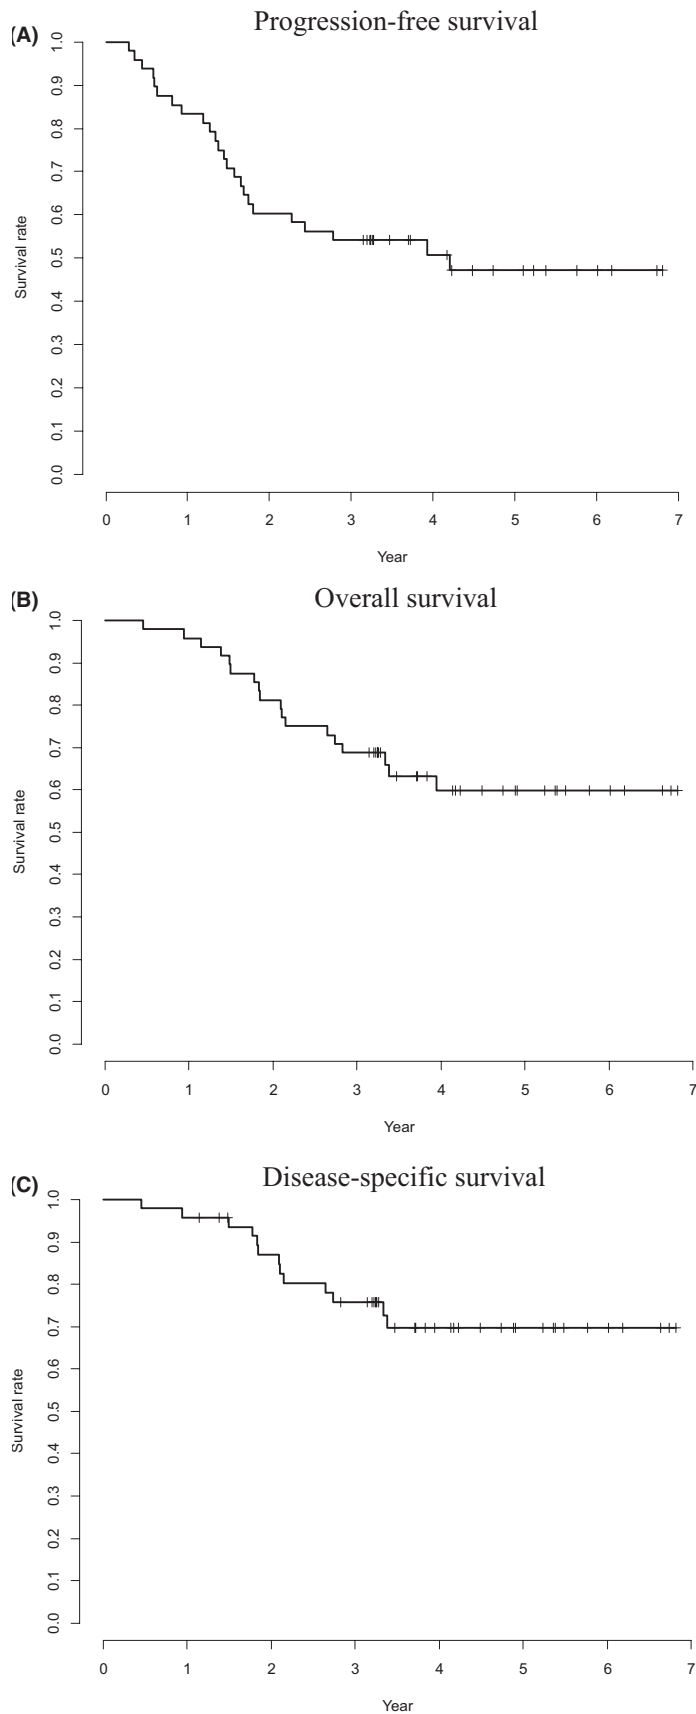 (A) Progression-free survival
1.0
0.9
0.8
0.7
0.6
0.5
0.4
0.3
0.2
0.1
0.0
Survival rate
0 1 2 3 4 5 6 7
Year
(B) Overall survival
1.0
0.9
0.8
0.7
0.6
0.5
0.4
0.3
0.2
0.1
0.0
Survival rate
0 1 2 3 4 5 6 7
Year
(C) Disease-specific survival
1.0
0.9
0.8
0.7
0.6
0.5
0.4
0.3
0.2
0.1
0.0
Survival rate
0 1 2 3 4 5 6 7
Year